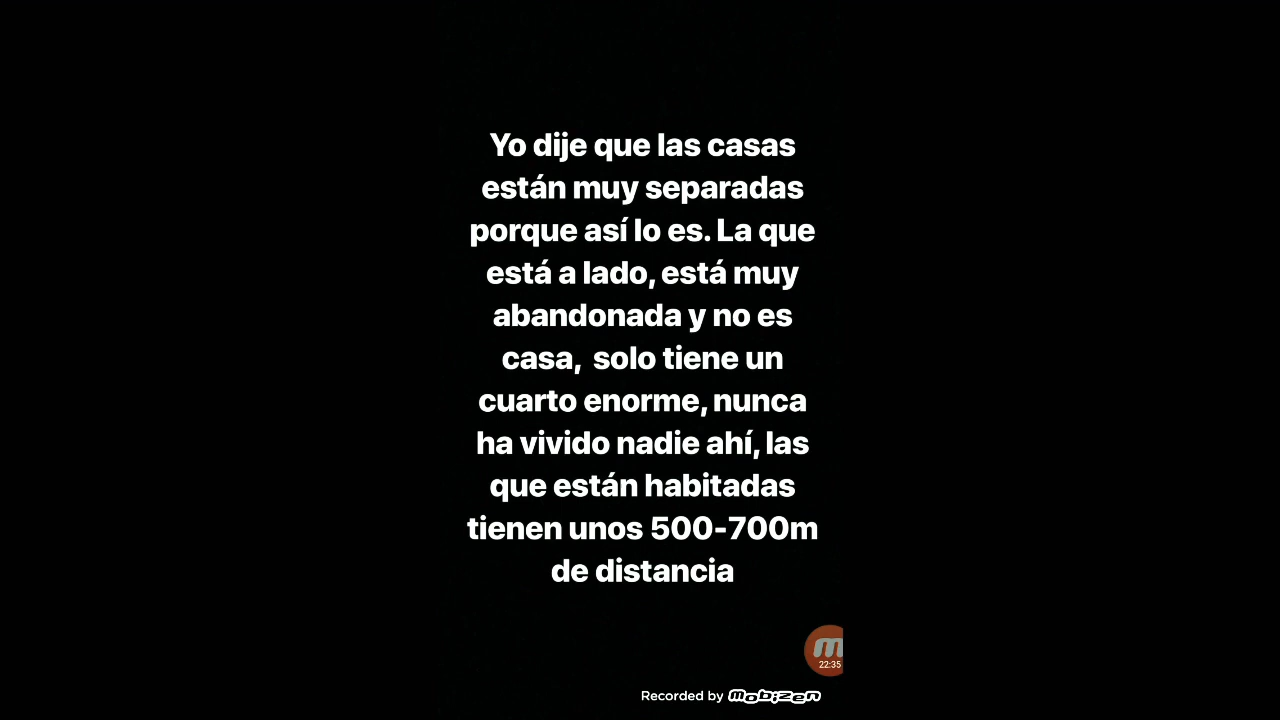 Yo dije que las casas
están muy separadas
porque así lo es. La que
está a lado, está muy
abandonada y no es
casa,  solo tiene un
cuarto enorme, nunca
ha vivido nadie ahí, las
que están habitadas
tienen unos 500-700m
de distancia
m
22:35
Recorded by mobizen